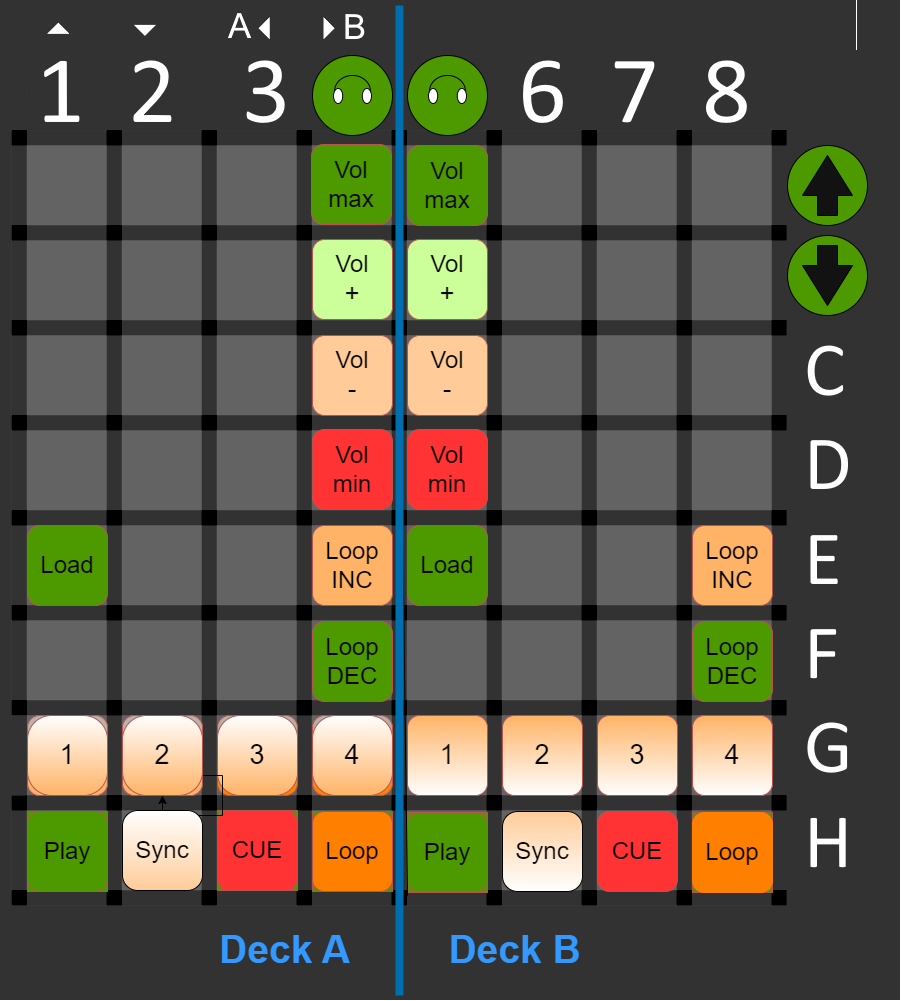 A B
1 2 3 6 7 8
Vol
max
Vol
max
Vol
+
Vol
+
Vol
-
Vol
-
C
Vol
min
Vol
min
D
Load
Loop
INC
Load
Loop
INC
E
Loop
DEC
Loop
DEC
F
1 2 3 4 1 2 3 4 G
Play Sync CUE Loop Play Sync CUE Loop H
Deck A Deck B